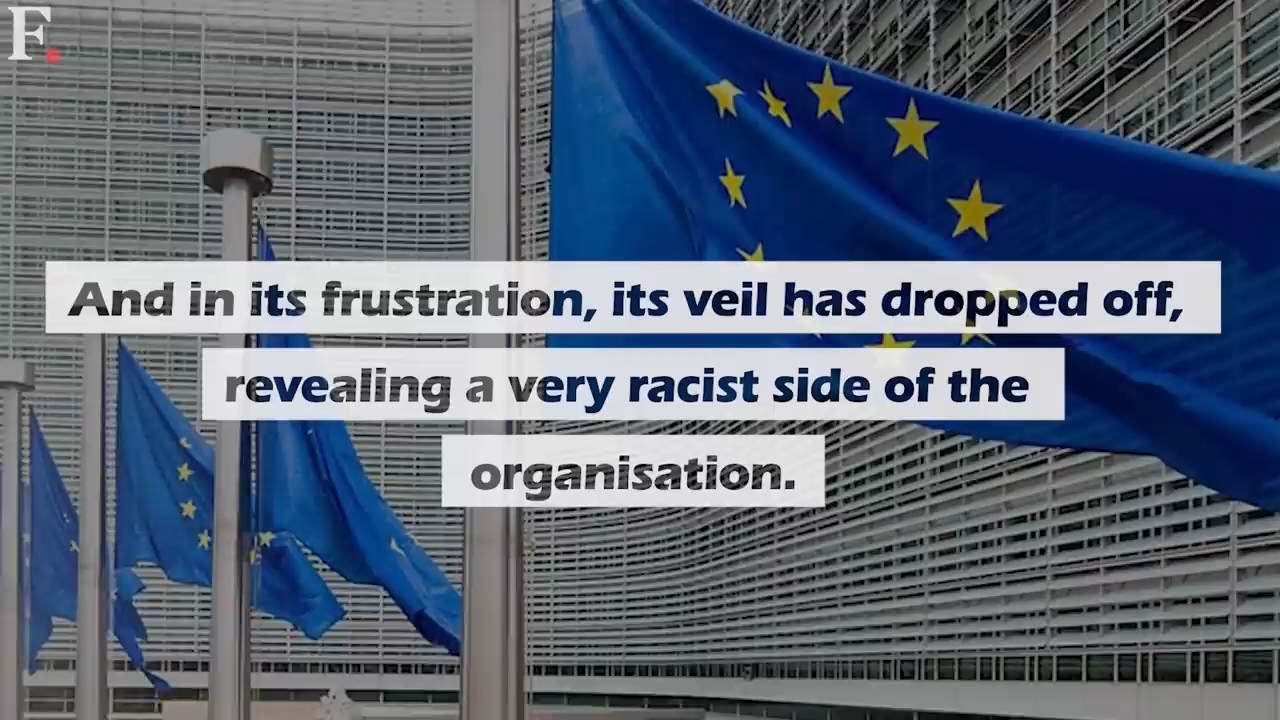 F.
And in its frustration, its veil has dropped off,
revealing a very racist side of the
organisation.